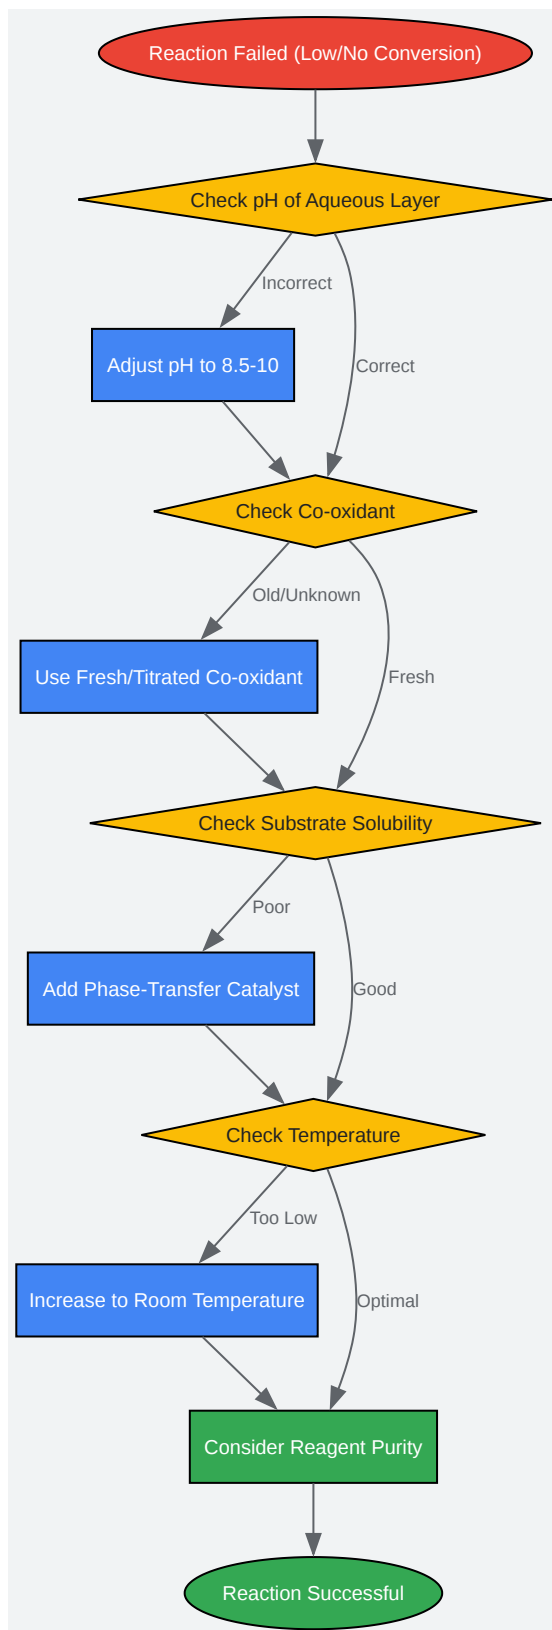 Reaction Failed (Low/No Conversion)
Check pH of Aqueous Layer
Incorrect
Adjust pH to 8.5-10
Correct
Check Co-oxidant
Old/Unknown
Use Fresh/Titrated Co-oxidant
Fresh
Check Substrate Solubility
Poor
Add Phase-Transfer Catalyst
Good
Check Temperature
Too Low
Increase to Room Temperature
Optimal
Consider Reagent Purity
Reaction Successful